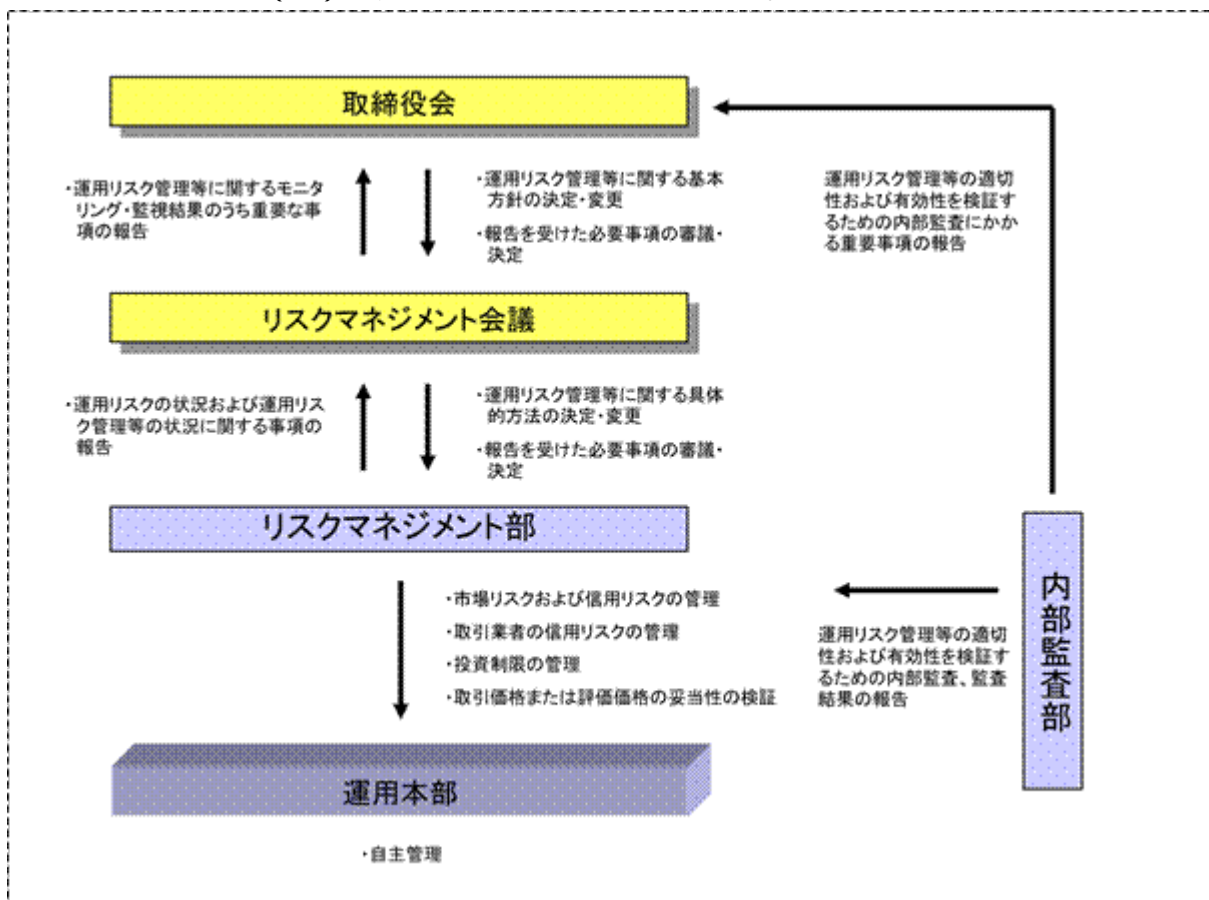 取締役会
・運用リスク管理等に関するモニ
タリング・監視結果のうち重要な事
項の報告
・運用リスク管理等に関する基本
方針の決定・変更
・報告を受けた必要事項の審議・
決定
運用リスク管理等の適切
性および有効性を検証す
るための内部監査にかか
る重要事項の報告
リスクマネジメント会議
・運用リスクの状況および運用リス
ク管理等の状況に関する事項の
報告
・運用リスク管理等に関する具体
的方法の決定・変更
・報告を受けた必要事項の審議・
決定
リスクマネジメント部
・市場リスクおよび信用リスクの管理
・取引業者の信用リスクの管理
・投資制限の管理
・取引価格または評価価格の妥当性の検証
運用リスク管理等の適切
性および有効性を検証す
るための内部監査、監査
結果の報告
内部監査部
運用本部
・自主管理